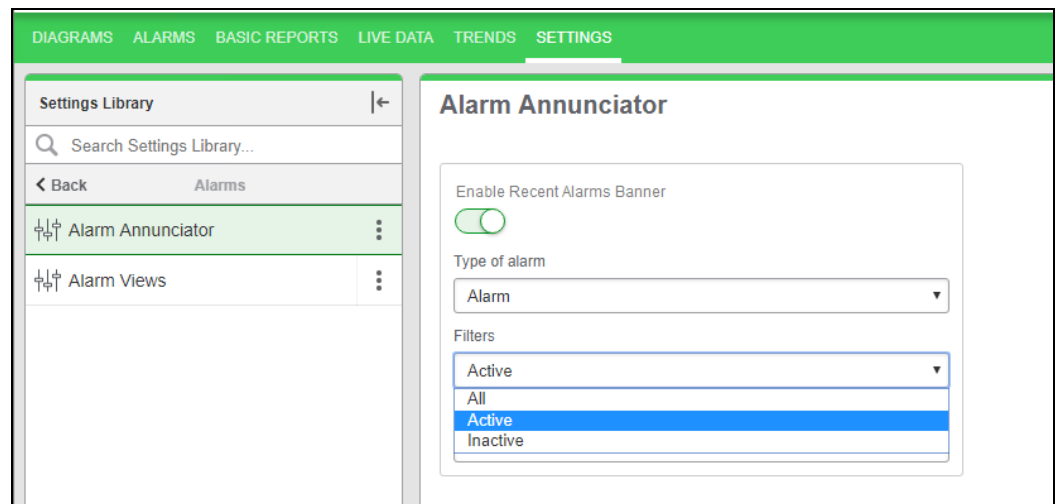 DIAGRAMS ALARMS BASIC REPORTS LIVE DATA TRENDS SETTINGS
Settings Library
Search Settings Library...
Back Alarms
Alarm Annunciator
Alarm Views
Alarm Annunciator
Enable Recent Alarms Banner
Type of alarm
Alarm
Filters
Active
All
Active
Inactive